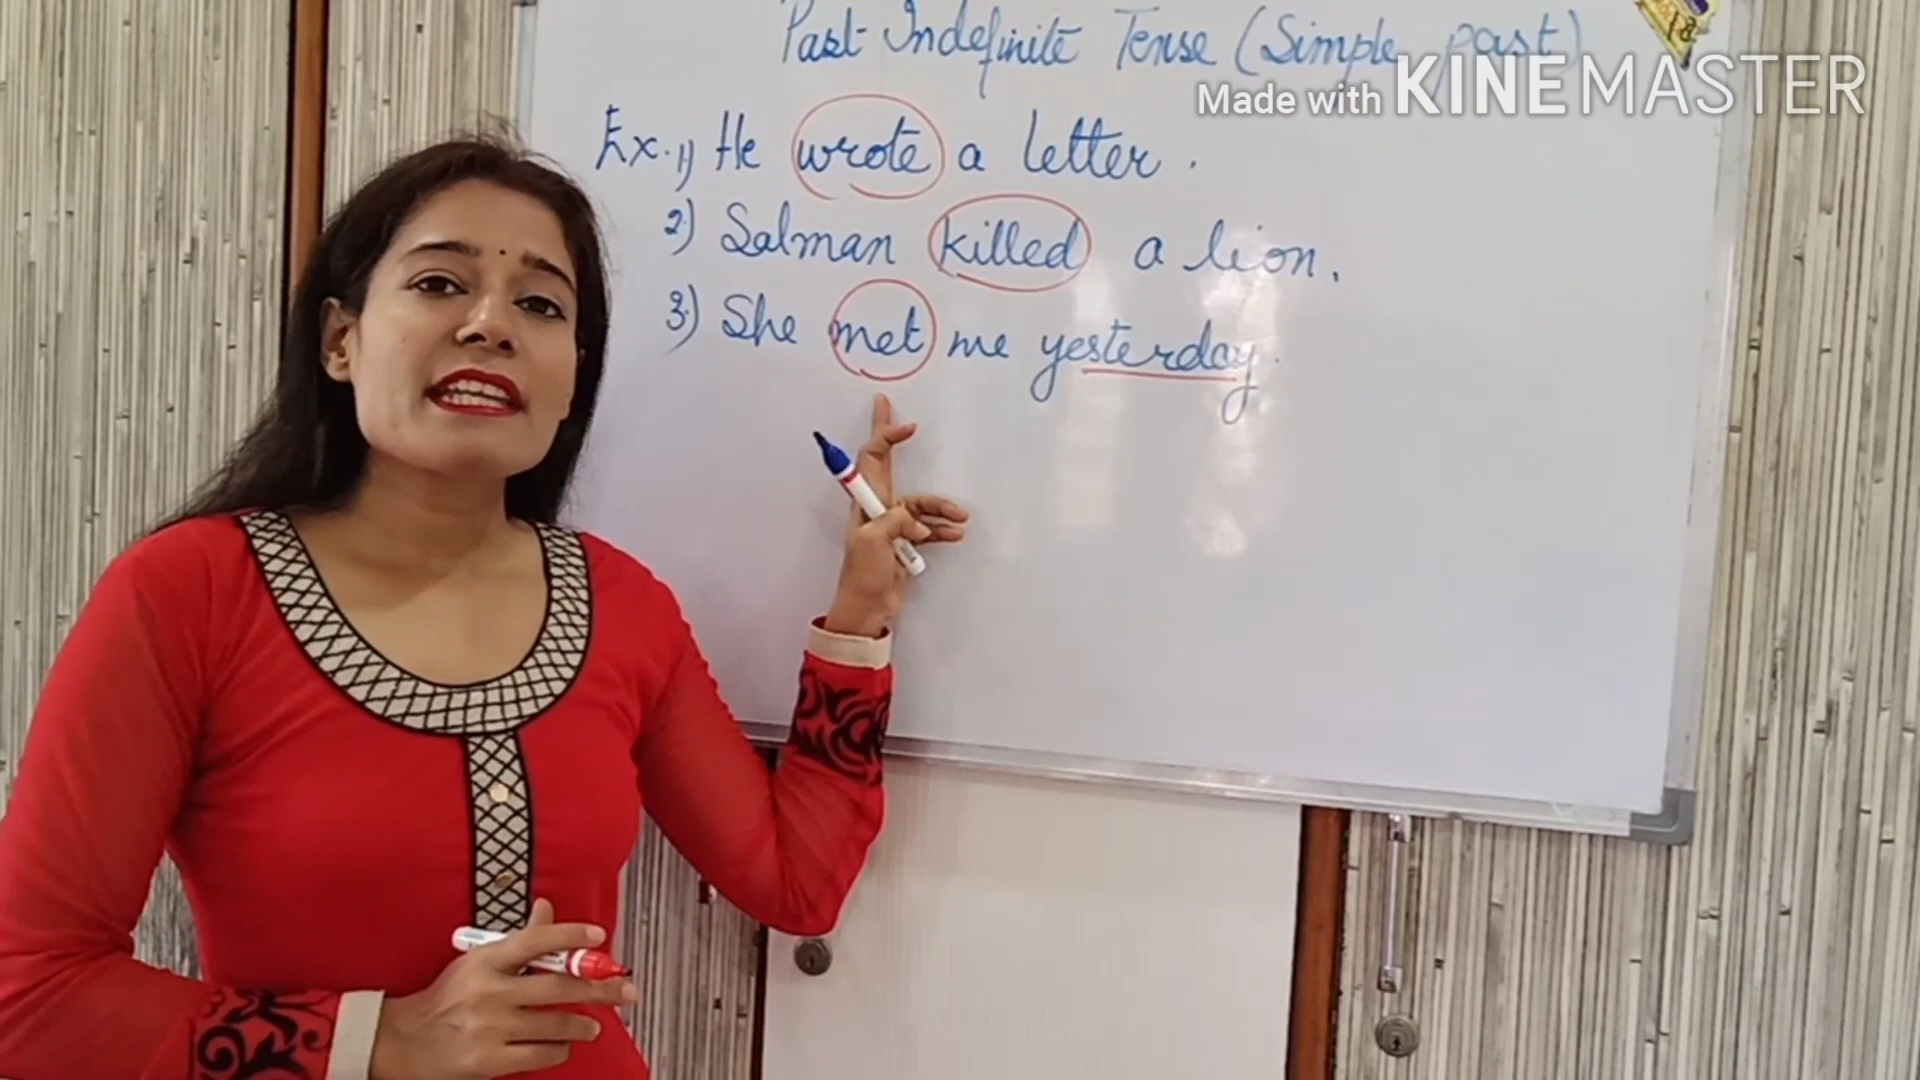 Past Indefinite Tense (Simple past)
Made with KINEMASTER
Ex. 1) He wrote a letter.
2) Salman killed a lion.
3) She met me yesterday.